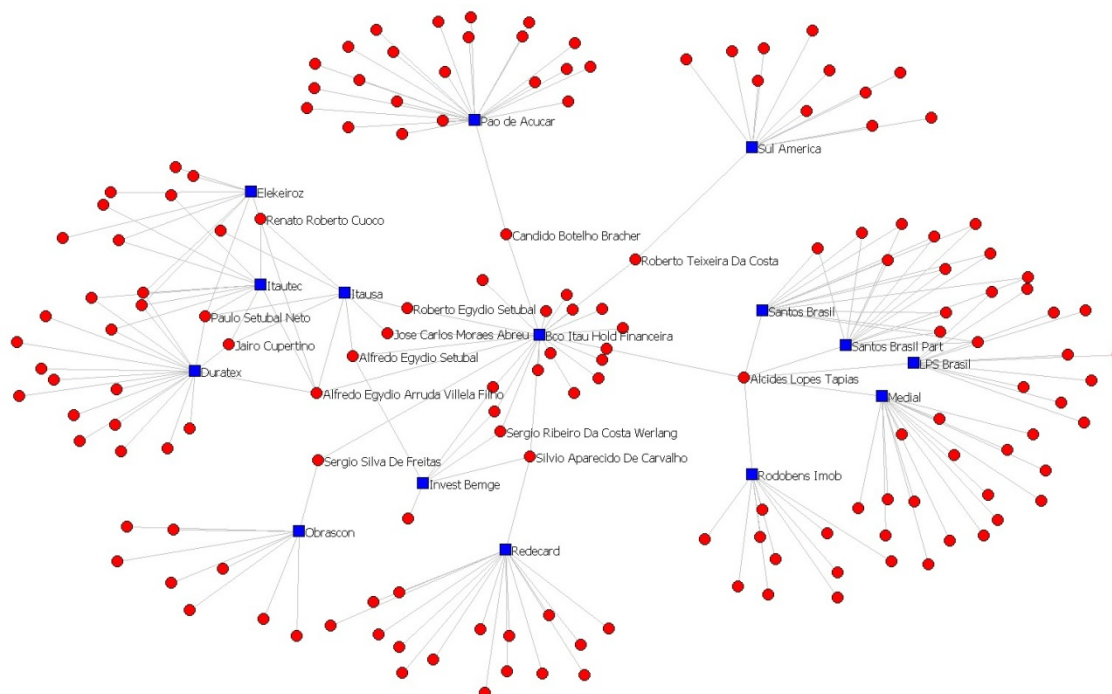 Pao de Acucar
Sul America
Elekeiroz
Renato Roberto Cuoco
Candido Botelho Bracher
Roberto Teixeira Da Costa
Itautec
Itausa
Roberto Egydio Setubal
Santos Brasil
Paulo Setubal Neto
Jose Carlos Moraes Abreu
Bco Itau Hold Financeira
Jairo Cupertino
Santos Brasil Part
Alfredo Egydio Setubal
LPS Brasil
Duratex
Alcides Lopes Tapias
Alfredo Egydio Arruda Villela Filho
Medial
Sergio Ribeiro Da Costa Werlang
Sergio Silva De Freitas
Silvio Aparecido De Carvalho
Rodobens Imob
Invest Bemge
Obrascon
Redecard